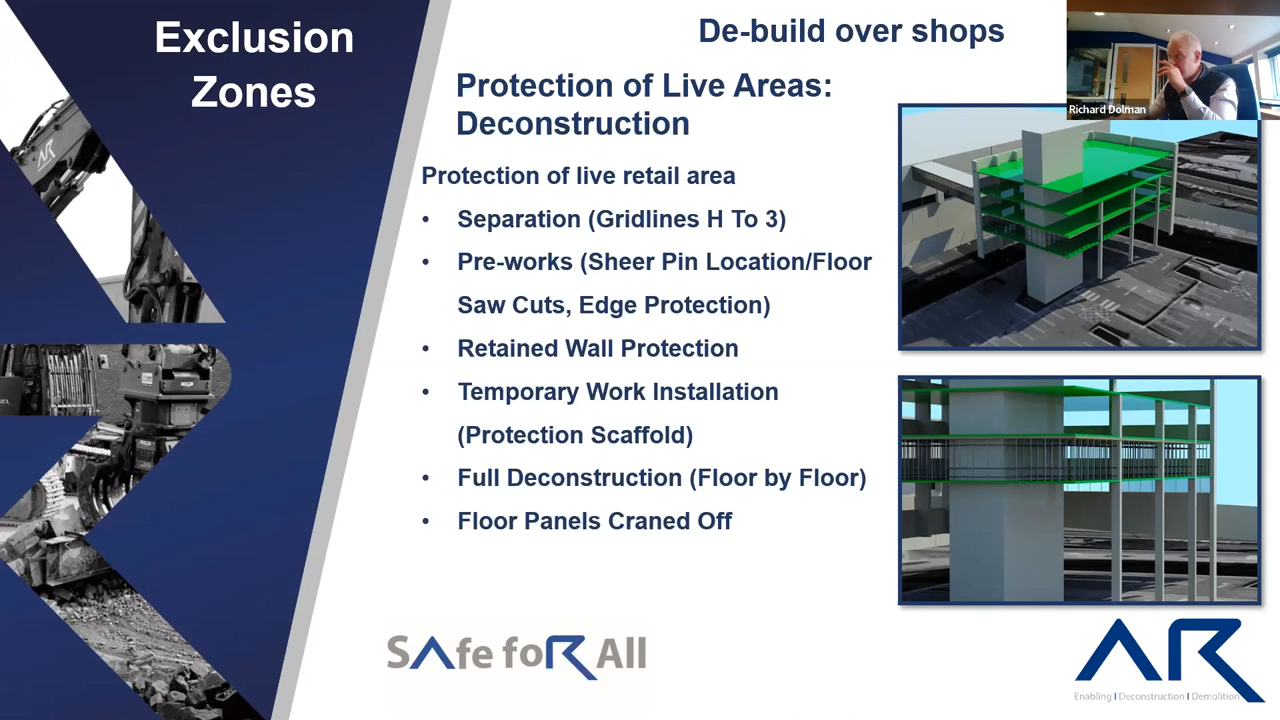 Exclusion
Zones
De-build over shops
Richard Dolman
Protection of Live Areas:
Deconstruction
Protection of live retail area
• Separation (Gridlines H To 3)
• Pre-works (Sheer Pin Location/Floor
Saw Cuts, Edge Protection)
• Retained Wall Protection
• Temporary Work Installation
(Protection Scaffold)
• Full Deconstruction (Floor by Floor)
• Floor Panels Craned Off
SAfe foR All
AR
Enabling | Deconstruction | Demolition
AR